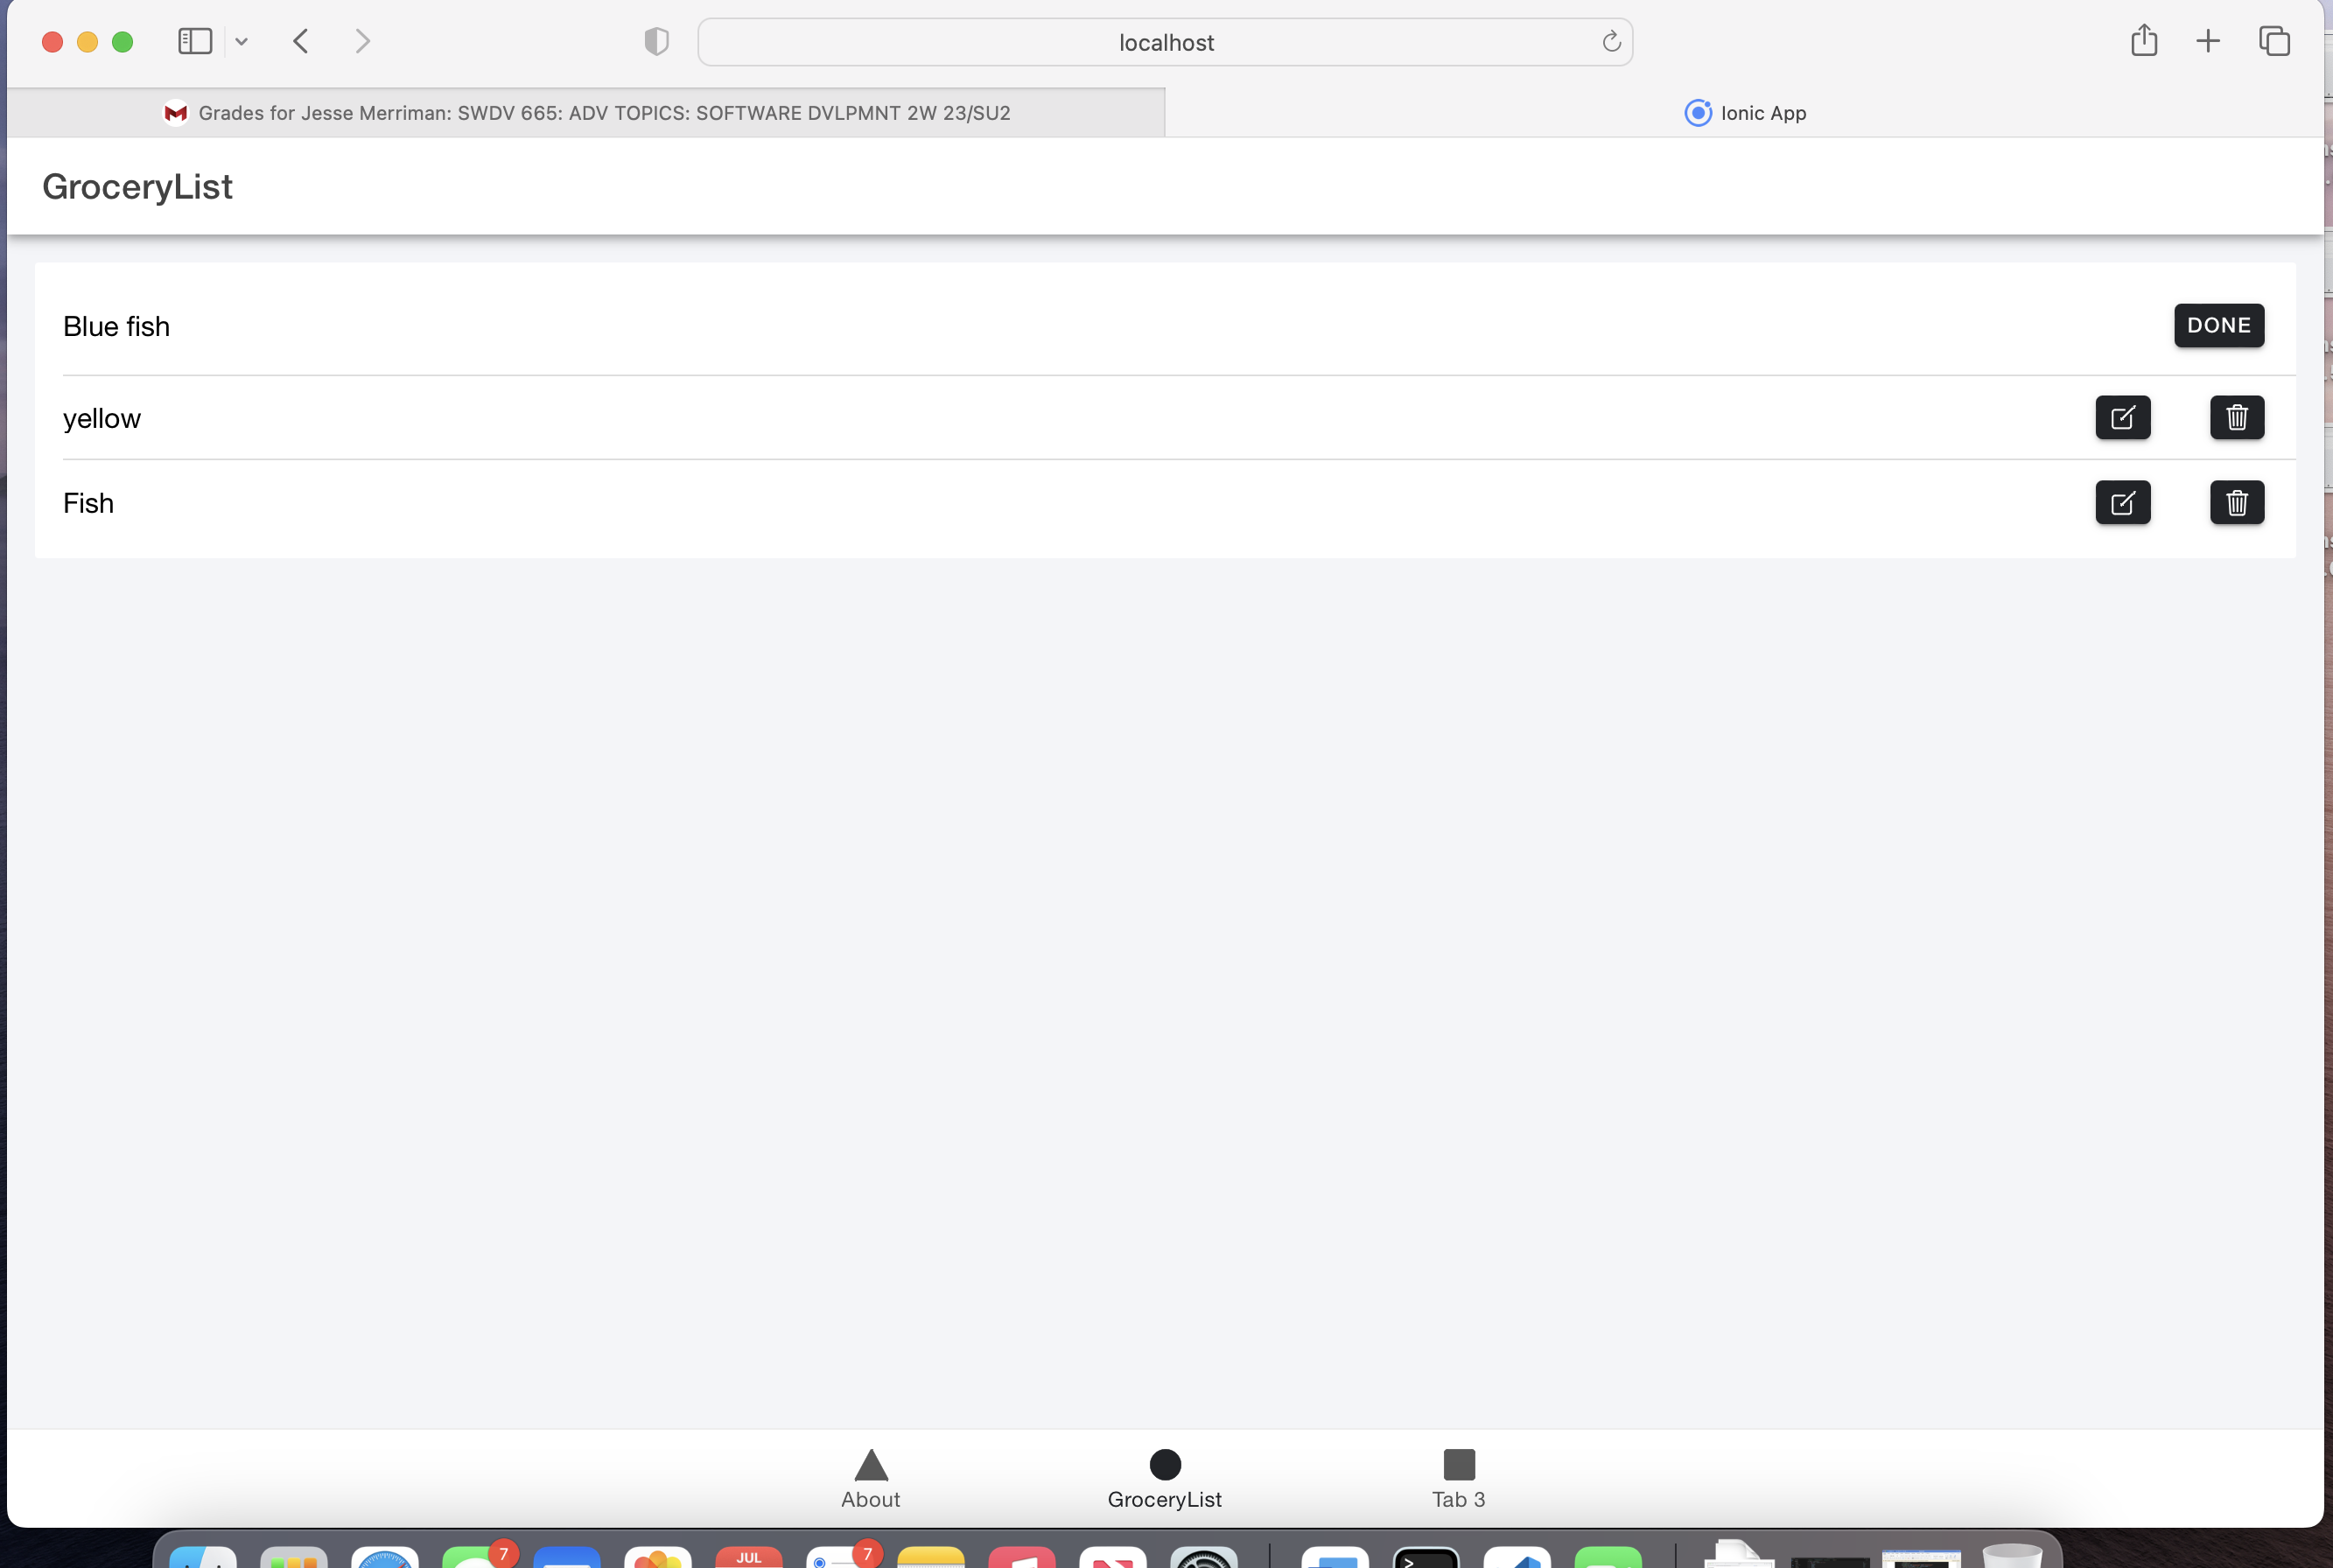 localhost
Grades for Jesse Merriman: SWDV 665: ADV TOPICS: SOFTWARE DVLPMNT 2W 23/SU2
Ionic App
GroceryList
Blue fish
DONE
yellow
Fish
About
GroceryList
Tab 3
7
JUL
7